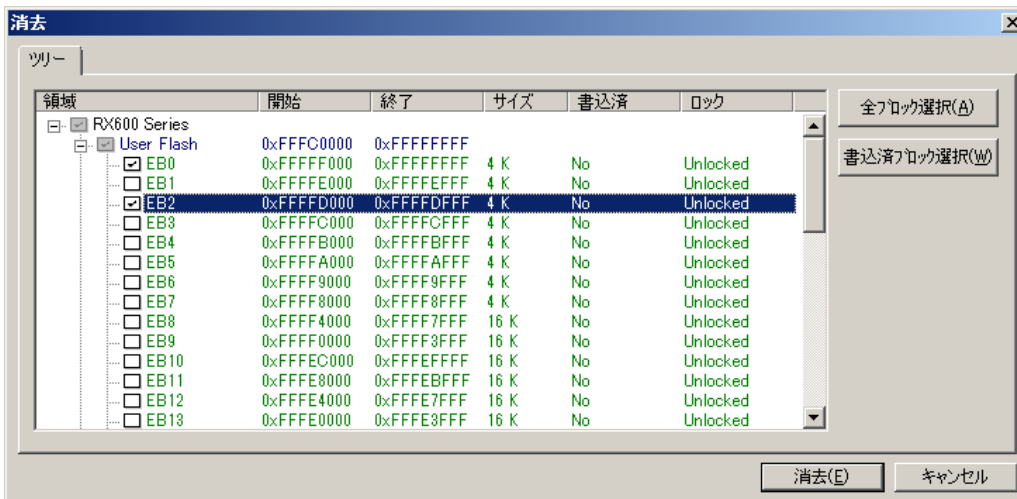 消去
ツリー
領域 開始 終了 サイズ 書込済 ロック
RX600 Series
User Flash 0xFFFC0000 0xFFFFFFFF
EB0 0xFFFFF000 0xFFFFFFFF 4 K No Unlocked
EB1 0xFFFFE000 0xFFFFEFFF 4 K No Unlocked
EB2 0xFFFFD000 0xFFFFDFFF 4 K No Unlocked
EB3 0xFFFFC000 0xFFFFCFFF 4 K No Unlocked
EB4 0xFFFFB000 0xFFFFBFFF 4 K No Unlocked
EB5 0xFFFFA000 0xFFFFAFFF 4 K No Unlocked
EB6 0xFFFF9000 0xFFFF9FFF 4 K No Unlocked
EB7 0xFFFF8000 0xFFFF8FFF 4 K No Unlocked
EB8 0xFFFF4000 0xFFFF7FFF 16 K No Unlocked
EB9 0xFFFF0000 0xFFFF3FFF 16 K No Unlocked
EB10 0xFFFEC000 0xFFFEFFFF 16 K No Unlocked
EB11 0xFFFE8000 0xFFFEBFFF 16 K No Unlocked
EB12 0xFFFE4000 0xFFFE7FFF 16 K No Unlocked
EB13 0xFFFE0000 0xFFFE3FFF 16 K No Unlocked
全ブロック選択(A)
書込済ブロック選択(W)
消去(E) キャンセル